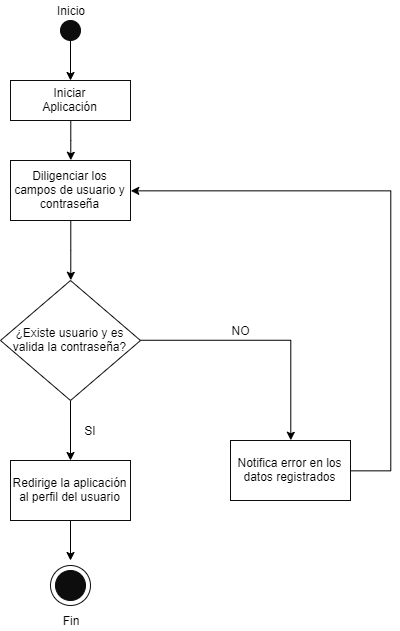 Inicio
Iniciar
Aplicación
Diligenciar los
campos de usuario y
contraseña
¿Existe usuario y es
valida la contraseña?
NO
SI
Notifica error en los
datos registrados
Redirige la aplicación
al perfil del usuario
Fin